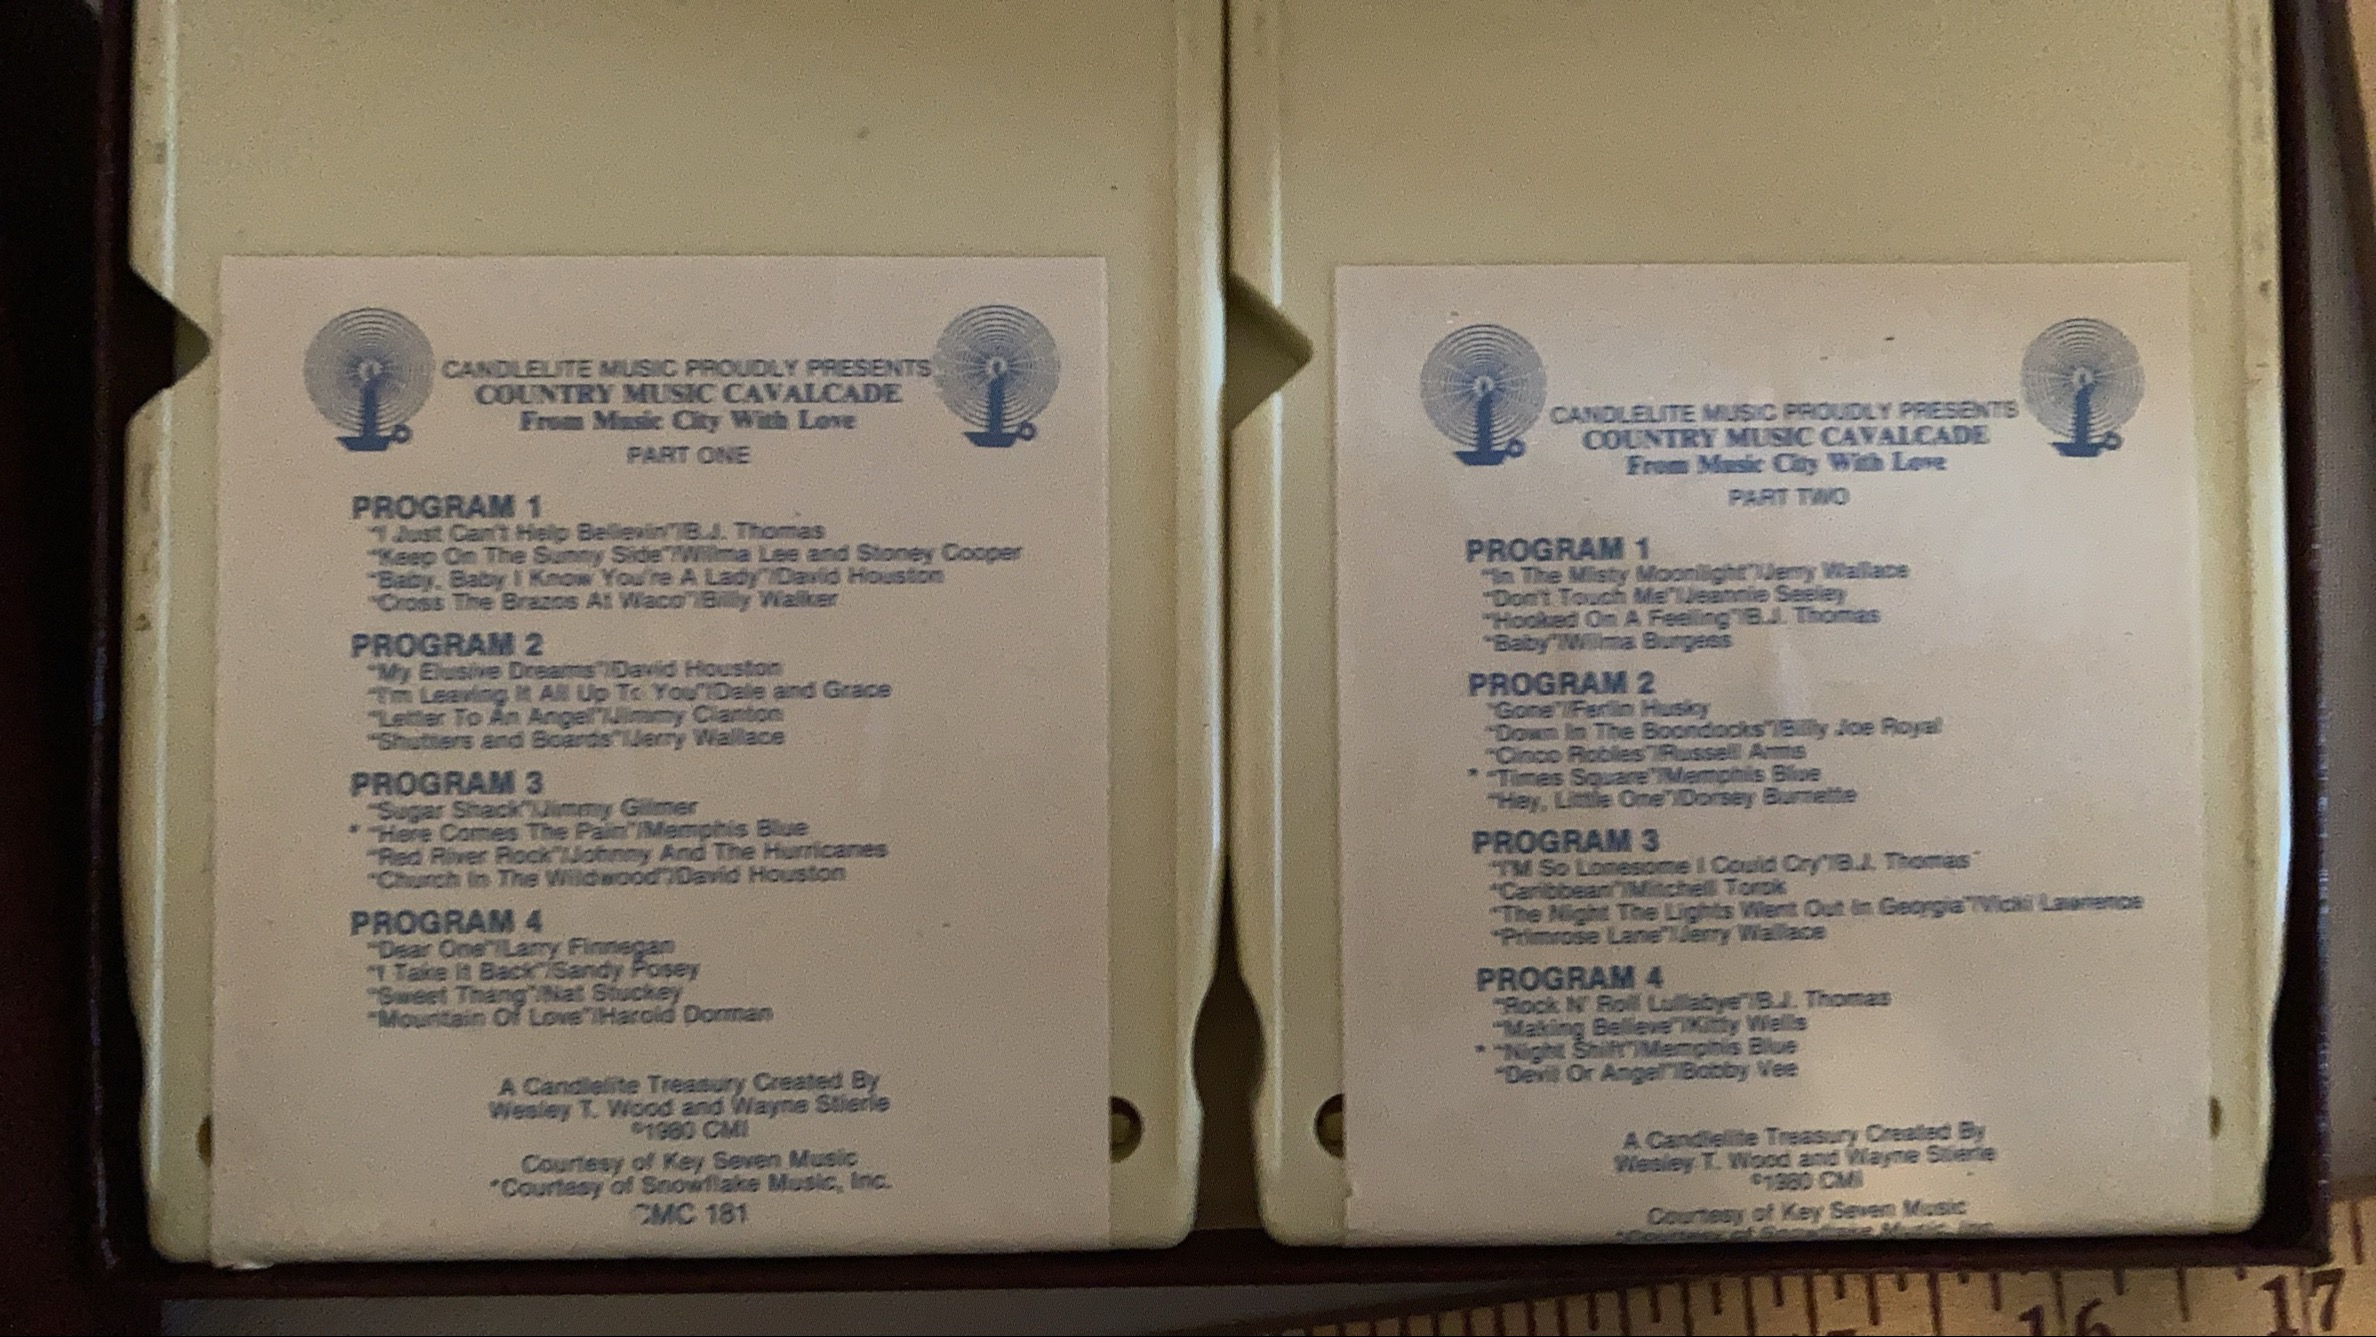 CANDLELITE MUSIC PROUDLY PRESENTS
COUNTRY MUSIC CAVALCADE
From Music City With Love
PART ONE
PROGRAM 1
"I Just Can't Help Believin"/B.J. Thomas
"Keep On The Sunny Side"/Wilma Lee and Stoney Cooper
"Baby, Baby I Know You're A Lady"/David Houston
"Cross The Brazos At Waco"/Billy Walker
PROGRAM 2
"My Elusive Dreams"/David Houston
"I'm Leaving It All Up To You"/Dale and Grace
"Letter To An Angel"/Jimmy Clanton
"Shutters and Boards"/Jerry Wallace
PROGRAM 3
"Sugar Shack"/Jimmy Gilmer
* "Here Comes The Pain"/Memphis Blue
"Red River Rock"/Johnny And The Hurricanes
"Church In The Wildwood"/David Houston
PROGRAM 4
"Dear One"/Larry Finnegan
"I Take It Back"/Sandy Posey
"Sweet Thang"/Nat Stuckey
"Mountain Of Love"/Harold Dorman
A Candlelite Treasury Created By
Wesley T. Wood and Wayne Stierle
©1980 CMI
Courtesy of Key Seven Music
*Courtesy of Snowflake Music, Inc.
CMC 181
CANDLELITE MUSIC PROUDLY PRESENTS
COUNTRY MUSIC CAVALCADE
From Music City With Love
PART TWO
PROGRAM 1
"In The Misty Moonlight"/Jerry Wallace
"Don't Touch Me"/Jeannie Seeley
"Hooked On A Feeling"/B.J. Thomas
"Baby"/Wilma Burgess
PROGRAM 2
"Gone"/Ferlin Husky
"Down In The Boondocks"/Billy Joe Royal
"Cinco Robles"/Russell Arms
* "Times Square"/Memphis Blue
"Hey, Little One"/Dorsey Burnette
PROGRAM 3
"I'M So Lonesome I Could Cry"/B.J. Thomas
"Caribbean"/Mitchell Torok
"The Night The Lights Went Out In Georgia"/Vicki Lawrence
"Primrose Lane"/Jerry Wallace
PROGRAM 4
"Rock N' Roll Lullabye"/B.J. Thomas
"Making Believe"/Kitty Wells
* "Night Shift"/Memphis Blue
"Devil Or Angel"/Bobby Vee
A Candlelite Treasury Created By
Wesley T. Wood and Wayne Stierle
©1980 CMI
Courtesy of Key Seven Music
*Courtesy of Snowflake Music, Inc.
16 17